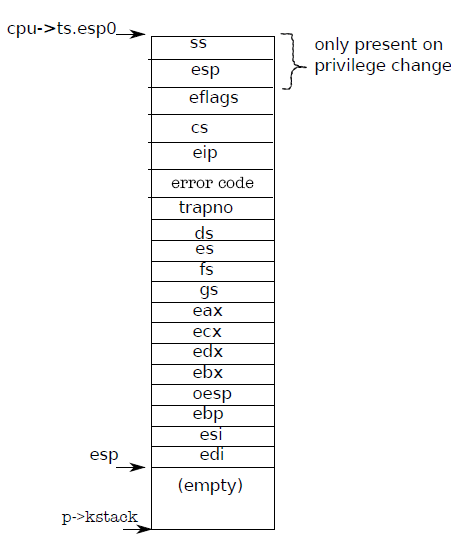 cpu->ts.esp0
ss
only present on
privilege change
esp
eflags
cs
eip
error code
trapno
ds
es
fs
gs
eax
ecx
edx
ebx
oesp
ebp
esi
edi
esp
(empty)
p->kstack